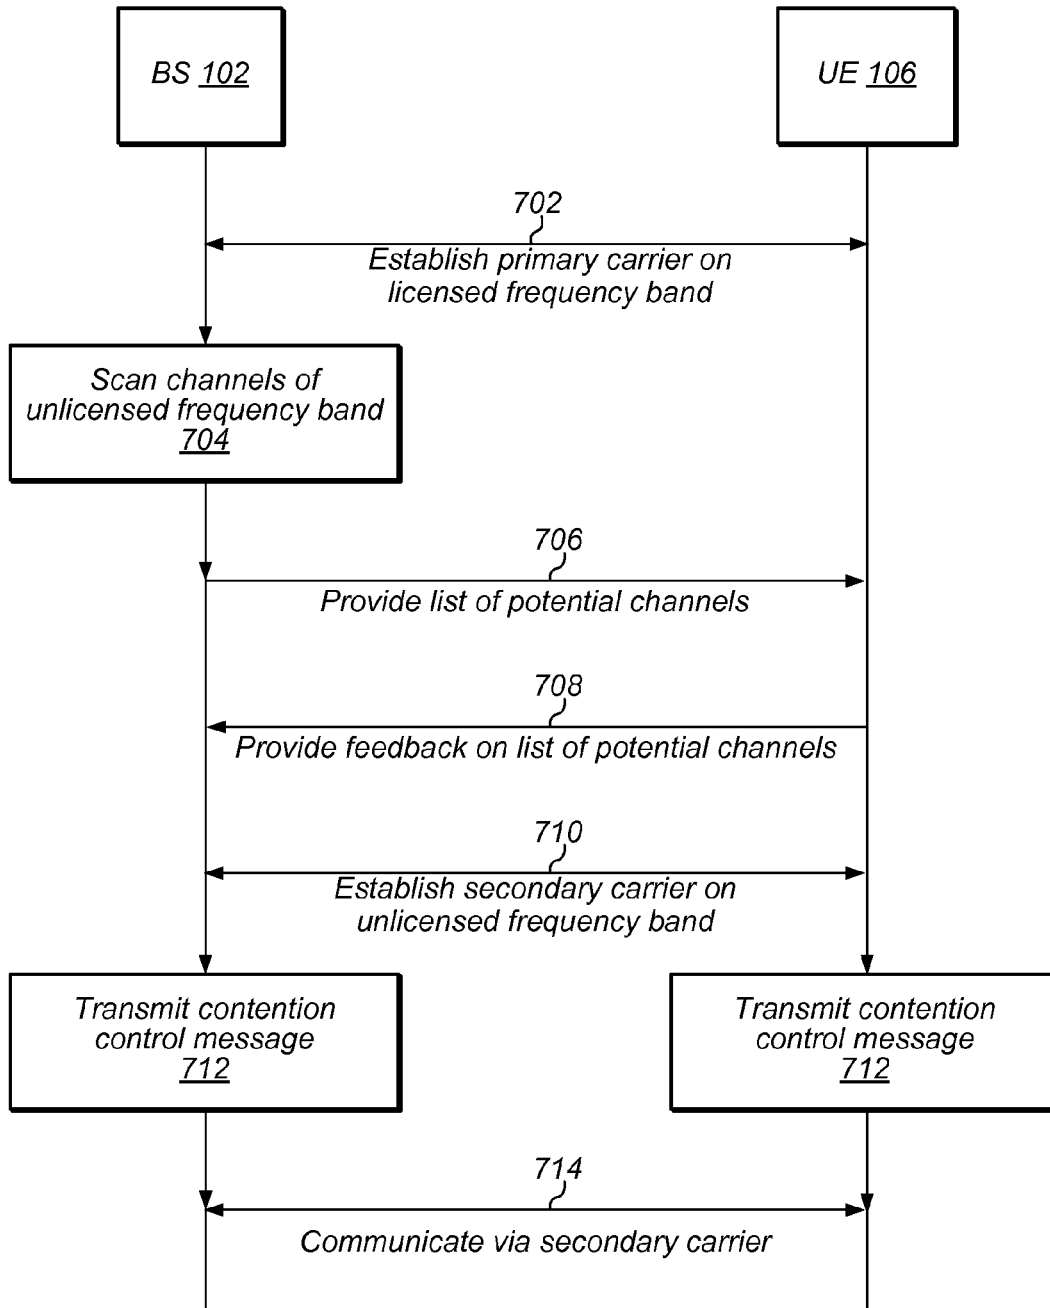 BS 102
UE 106
702
Establish primary carrier on
licensed frequency band
Scan channels of
unlicensed frequency band
704
706
Provide list of potential channels
708
Provide feedback on list of potential channels
710
Establish secondary carrier on
unlicensed frequency band
Transmit contention
control message
712
Transmit contention
control message
712
714
Communicate via secondary carrier